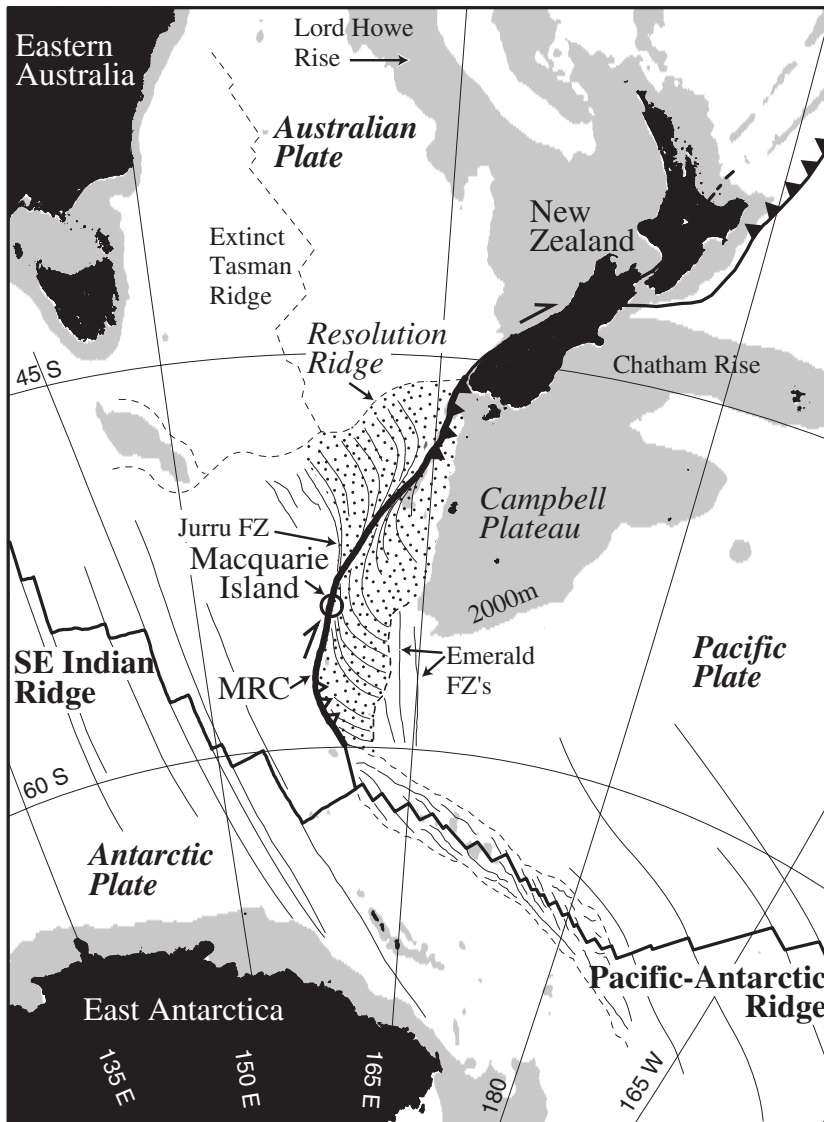 Lord Howe
Rise
Eastern
Australia
Australian
Plate
New
Zealand
Extinct
Tasman
Ridge
Resolution
Ridge
Chatham Rise
45 S
Campbell
Plateau
Jurru FZ
Macquarie
Island
2000m
Emerald
FZ's
Pacific
Plate
SE Indian
Ridge
MRC
60 S
Antarctic
Plate
Pacific-Antarctic
Ridge
East Antarctica
135 E
150 E
165 E
180
165 W